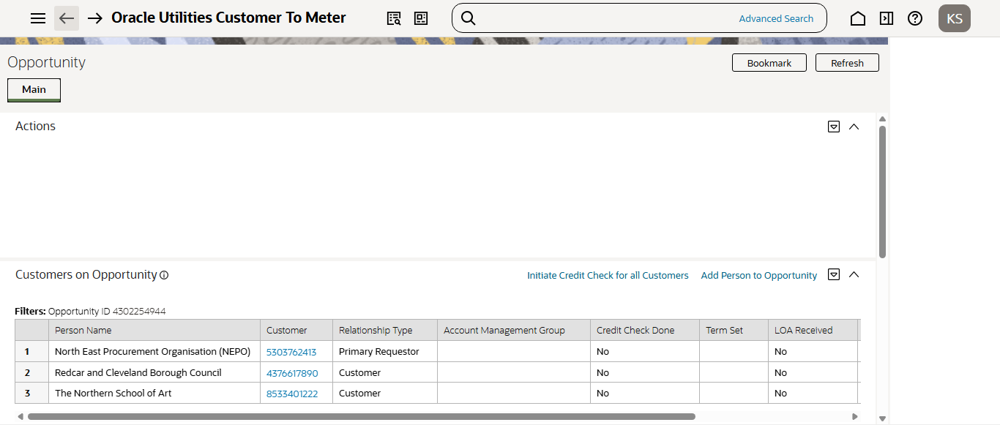 Oracle Utilities Customer To Meter
Advanced Search
KS
Opportunity
Bookmark
Refresh
Main
Actions
Customers on Opportunity
Initiate Credit Check for all Customers
Add Person to Opportunity
Filters: Opportunity ID 4302254944
Person Name Customer Relationship Type Account Management Group Credit Check Done Term Set LOA Received
1 North East Procurement Organisation (NEPO) 5303762413 Primary Requestor No No
2 Redcar and Cleveland Borough Council 4376617890 Customer No No
3 The Northern School of Art 8533401222 Customer No No